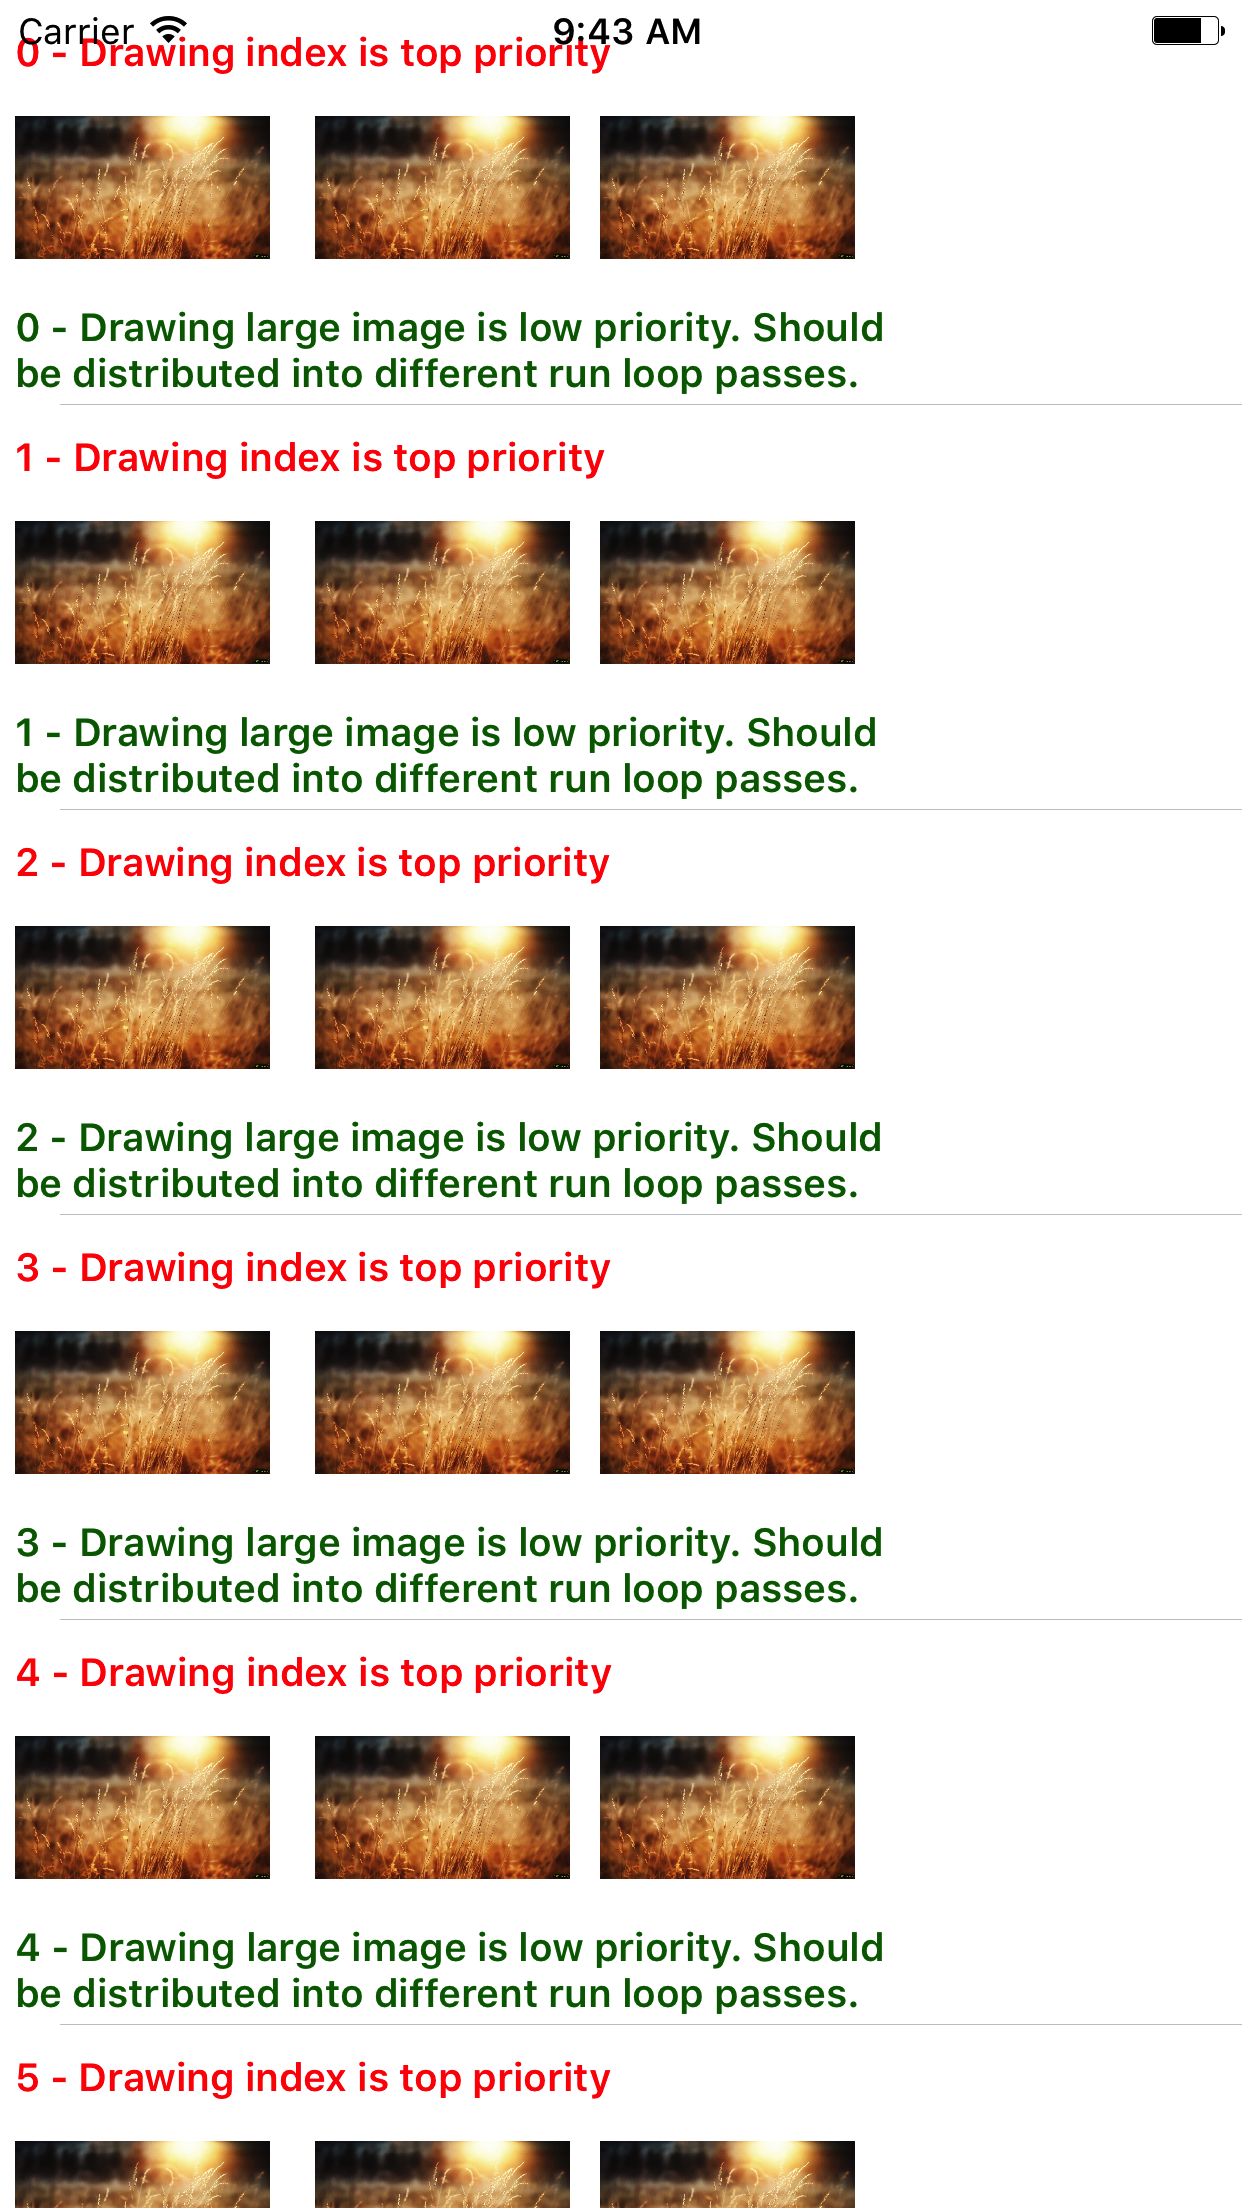 Carrier 9:43 AM
0 - Drawing index is top priority
0 - Drawing large image is low priority. Should
be distributed into different run loop passes.
1 - Drawing index is top priority
1 - Drawing large image is low priority. Should
be distributed into different run loop passes.
2 - Drawing index is top priority
2 - Drawing large image is low priority. Should
be distributed into different run loop passes.
3 - Drawing index is top priority
3 - Drawing large image is low priority. Should
be distributed into different run loop passes.
4 - Drawing index is top priority
4 - Drawing large image is low priority. Should
be distributed into different run loop passes.
5 - Drawing index is top priority